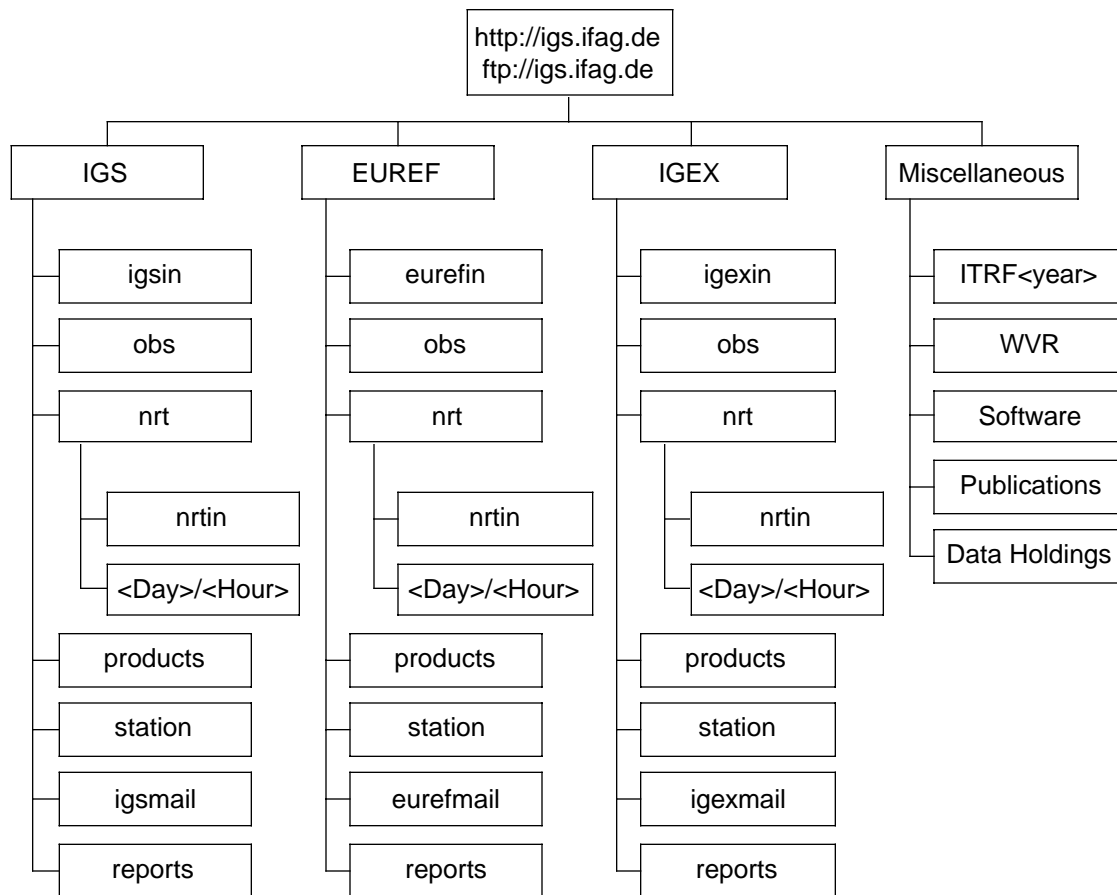 http://igs.ifag.de
ftp://igs.ifag.de
IGS
EUREF
IGEX
Miscellaneous
igsin
obs
nrt
nrtin
<Day>/<Hour>
products
station
igsmail
reports
eurefin
obs
nrt
nrtin
<Day>/<Hour>
products
station
eurefmail
reports
igexin
obs
nrt
nrtin
<Day>/<Hour>
products
station
igexmail
reports
ITRF<year>
WVR
Software
Publications
Data Holdings